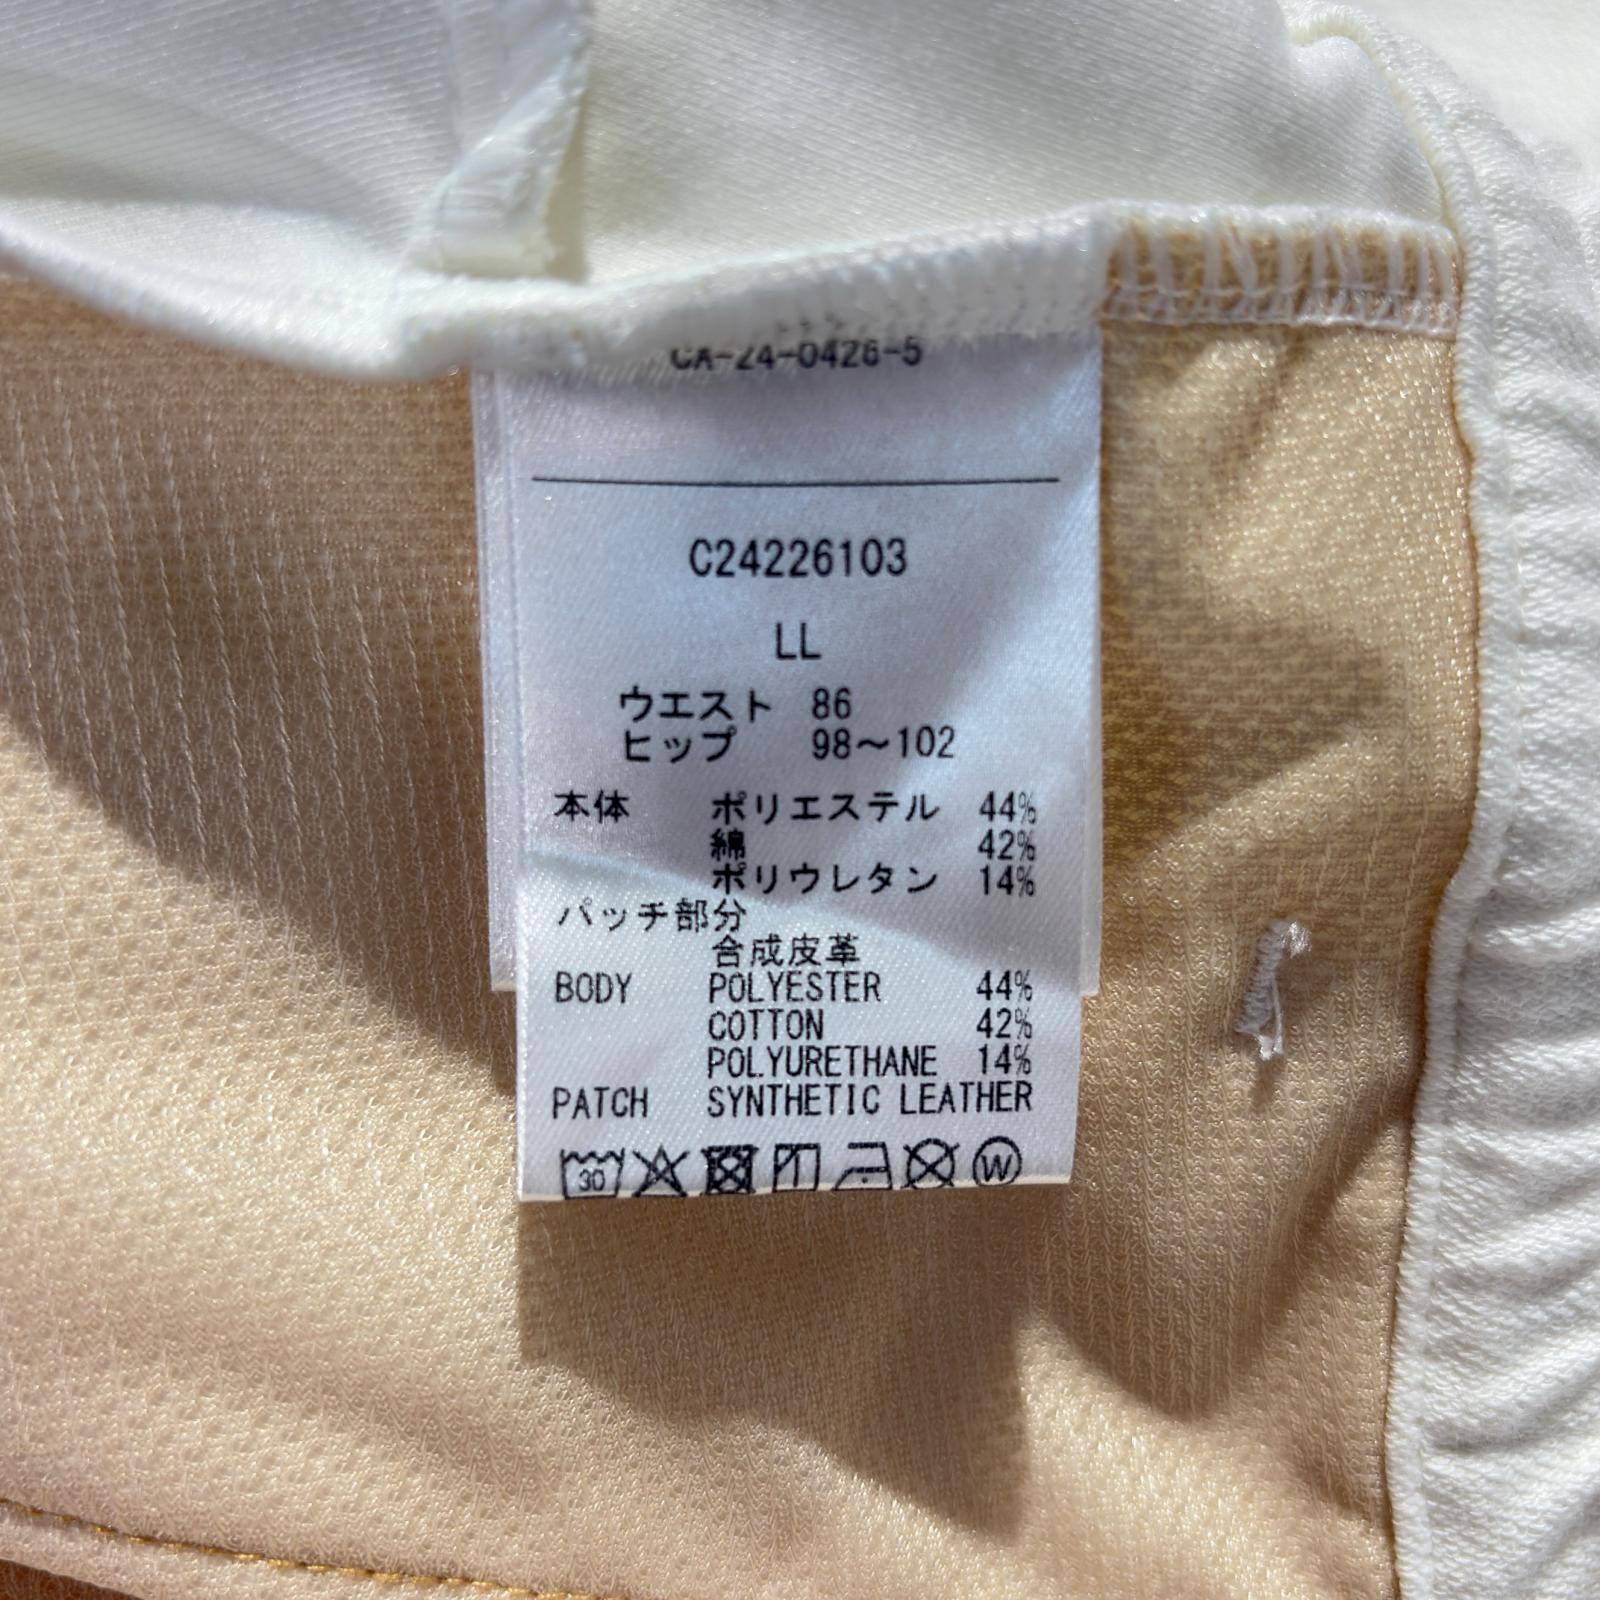 CA-24-0426-5
C24226103
LL
ウエスト 86
ヒップ 98～102
本体 ポリエステル 44%
綿 42%
ポリウレタン 14%
パッチ部分
合成皮革
BODY POLYESTER 44%
COTTON 42%
POLYURETHANE 14%
PATCH SYNTHETIC LEATHER
30 W